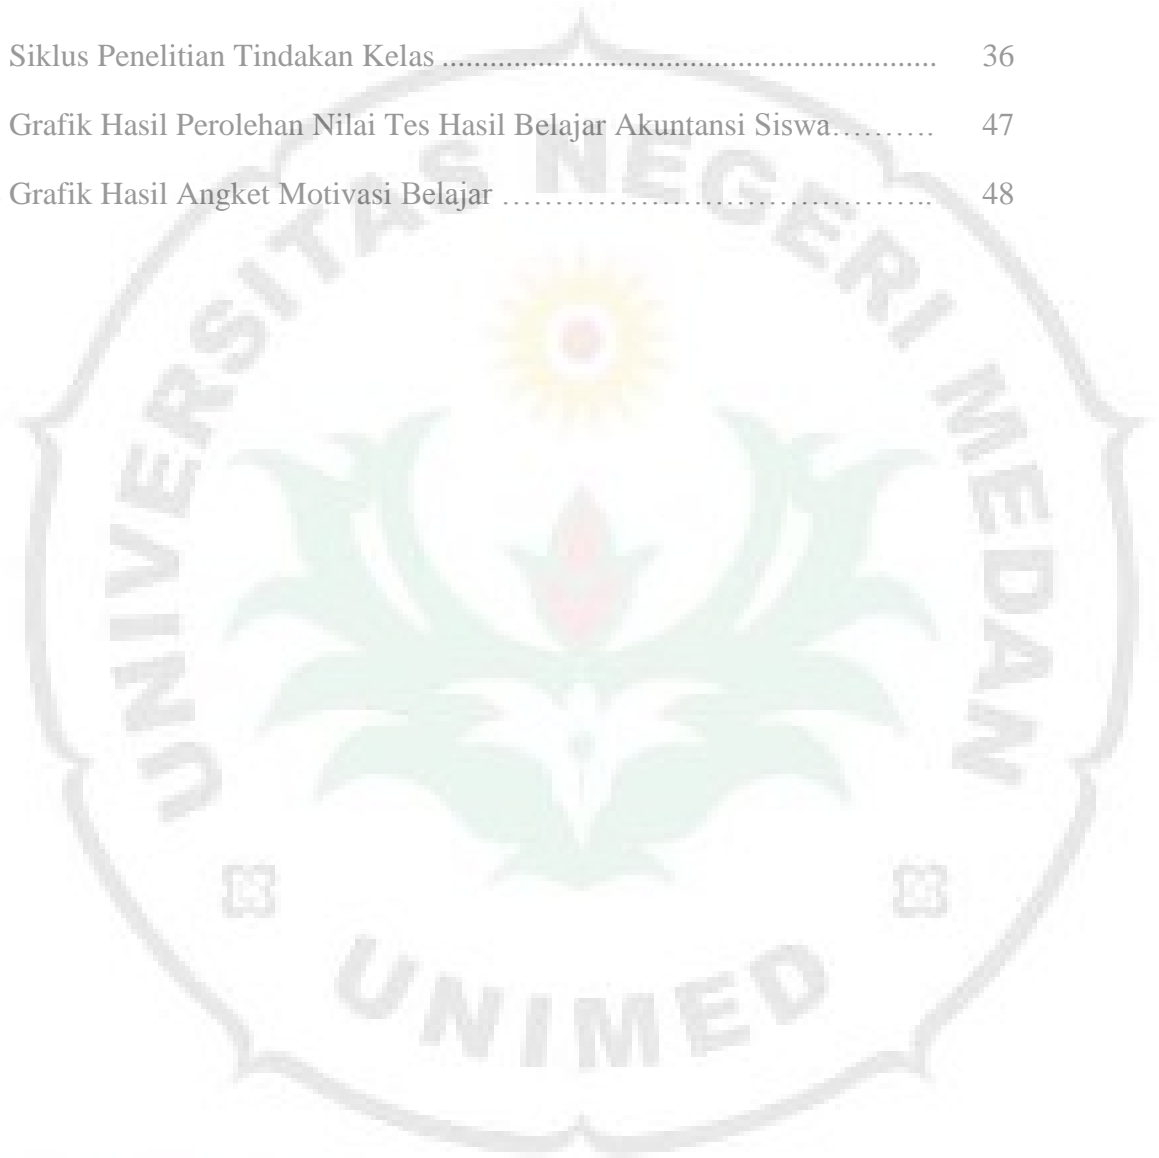 Siklus Penelitian Tindakan Kelas ............................................................... 36
Grafik Hasil Perolehan Nilai Tes Hasil Belajar Akuntansi Siswa………. 47
Grafik Hasil Angket Motivasi Belajar …………………………………….. 48
UNIVERSITAS NEGERI MEDAN
UNIMED